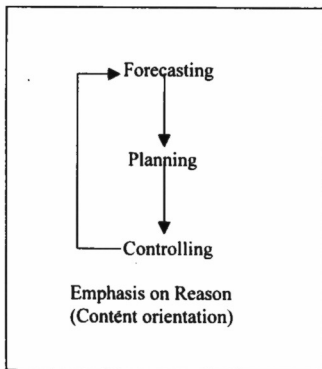 Forecasting
Planning
Controlling
Emphasis on Reason
(Content orientation)